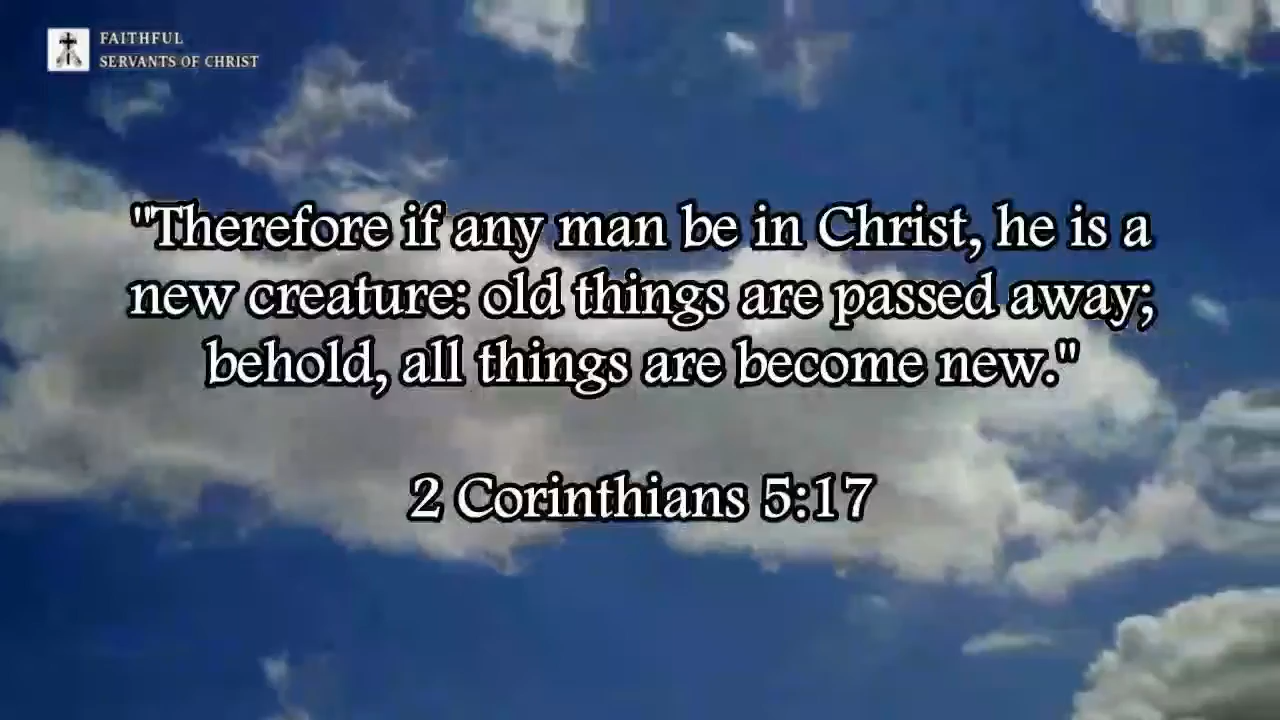 FAITHFUL
SERVANTS OF CHRIST
"Therefore if any man be in Christ, he is a
new creature: old things are passed away;
behold, all things are become new."
2 Corinthians 5:17